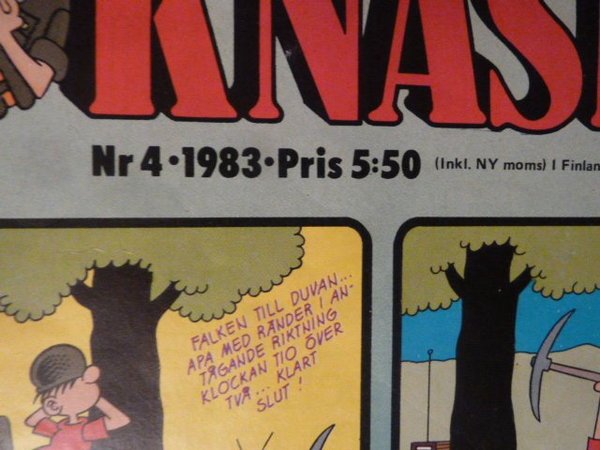 KNAS
Nr 4 • 1983 • Pris 5:50 (Inkl. NY moms) I Finlan
FALKEN TILL DUVAN...
APA MED RÄNDER I AN-
TÅGANDE RIKTNING
KLOCKAN TIO ÖVER
TVÅ... KLART
SLUT!